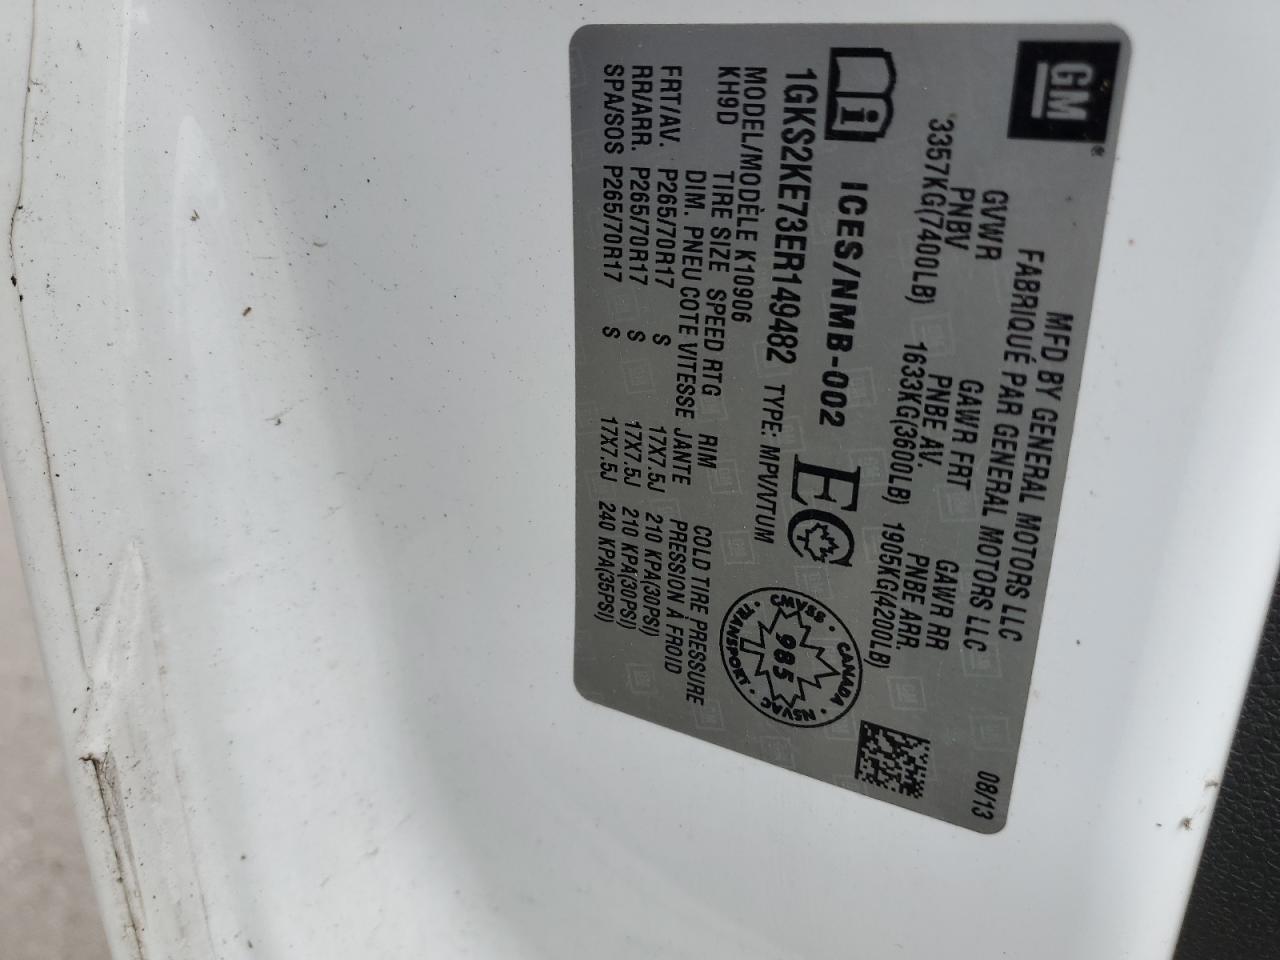 GM®
MFD BY GENERAL MOTORS LLC
FABRIQUÉ PAR GENERAL MOTORS LLC
08/13
GVWR GAWR FRT GAWR RR
PNBV PNBE AV. PNBE ARR.
3357KG(7400LB) 1633KG(3600LB) 1905KG(4200LB)
i ICES/NMB-002 EC
CANADA · NSVAC · TRANSPORT · CMVSS ·
985
1GKS2KE73ER149482 TYPE: MPV/VTUM
MODEL/MODÈLE K10906
KH9D TIRE SIZE SPEED RTG RIM COLD TIRE PRESSURE
DIM. PNEU COTE VITESSE JANTE PRESSION À FROID
FRT/AV. P265/70R17 S 17X7.5J 210 KPA(30PSI)
RR/ARR. P265/70R17 S 17X7.5J 210 KPA(30PSI)
SPA/SOS P265/70R17 S 17X7.5J 240 KPA(35PSI)